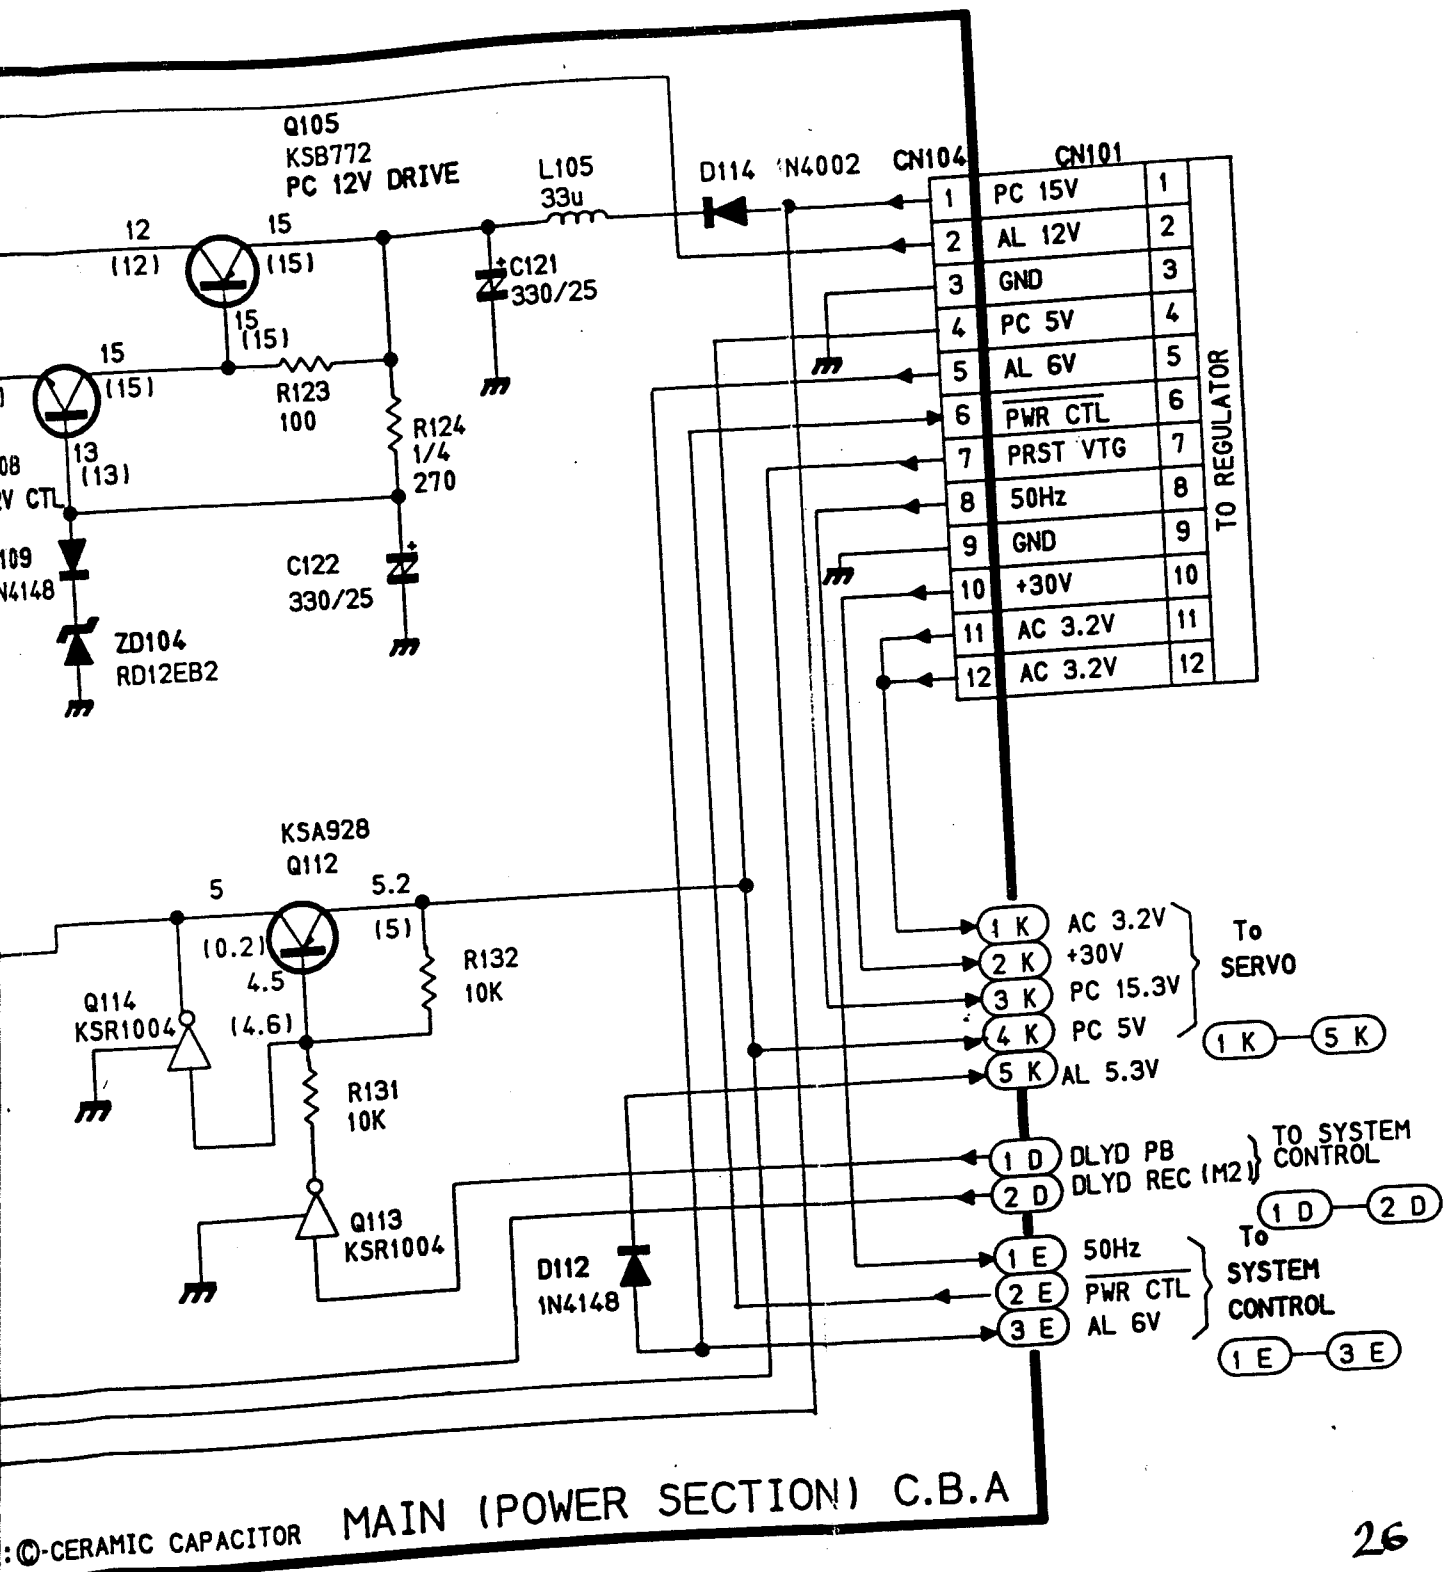 Q105
KSB772
PC 12V DRIVE
L105
33u
D114
N4002
CN104
CN101
12
(12)
15
(15)
15
(15)
C121
330/25
15
(15)
R123
100
R124
1/4
270
13
(13)
08
V CTL
109
N4148
C122
330/25
ZD104
RD12EB2
1 PC 15V 1
2 AL 12V 2
3 GND 3
4 PC 5V 4
5 AL 6V 5
6 PWR CTL 6
7 PRST VTG 7
8 50Hz 8
9 GND 9
10 +30V 10
11 AC 3.2V 11
12 AC 3.2V 12
TO REGULATOR
KSA928
Q112
5
(0.2)
5.2
(5)
4.5
(4.6)
R132
10K
Q114
KSR1004
R131
10K
Q113
KSR1004
D112
1N4148
1 K AC 3.2V
2 K +30V
3 K PC 15.3V
4 K PC 5V
5 K AL 5.3V
To
SERVO
1 K 5 K
1 D DLYD PB
2 D DLYD REC (M2)
TO SYSTEM
CONTROL
1 D 2 D
1 E 50Hz
2 E PWR CTL
3 E AL 6V
To
SYSTEM
CONTROL
1 E 3 E
MAIN (POWER SECTION) C.B.A
: ©-CERAMIC CAPACITOR
26